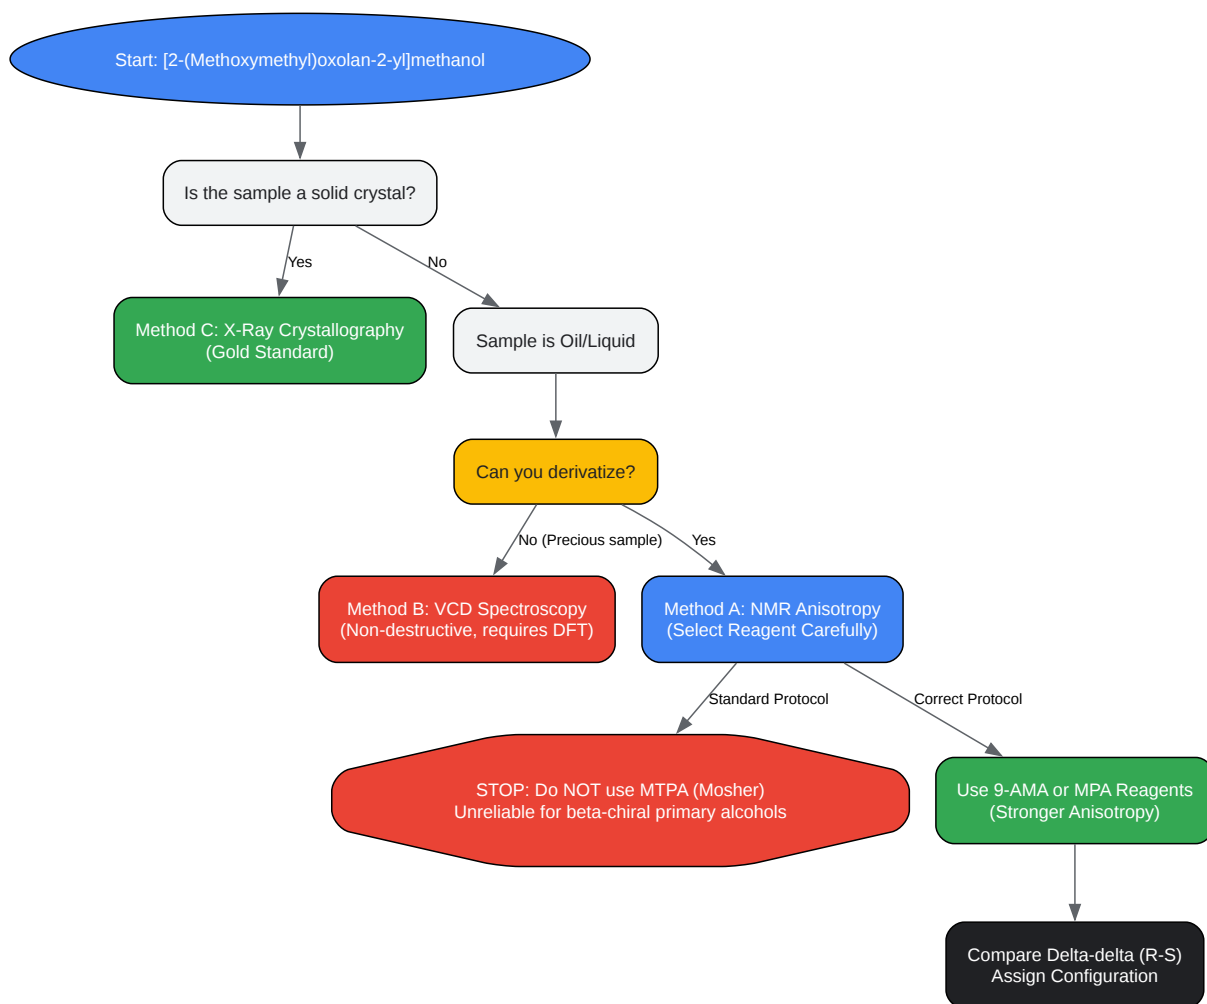 Start: [2-(Methoxymethyl)oxolan-2-yl]methanol
Is the sample a solid crystal?
Yes
No
Method C: X-Ray Crystallography
(Gold Standard)
Sample is Oil/Liquid
Can you derivatize?
No (Precious sample)
Yes
Method B: VCD Spectroscopy
(Non-destructive, requires DFT)
Method A: NMR Anisotropy
(Select Reagent Carefully)
Standard Protocol
Correct Protocol
STOP: Do NOT use MTPA (Mosher)
Unreliable for beta-chiral primary alcohols
Use 9-AMA or MPA Reagents
(Stronger Anisotropy)
Compare Delta-delta (R-S)
Assign Configuration